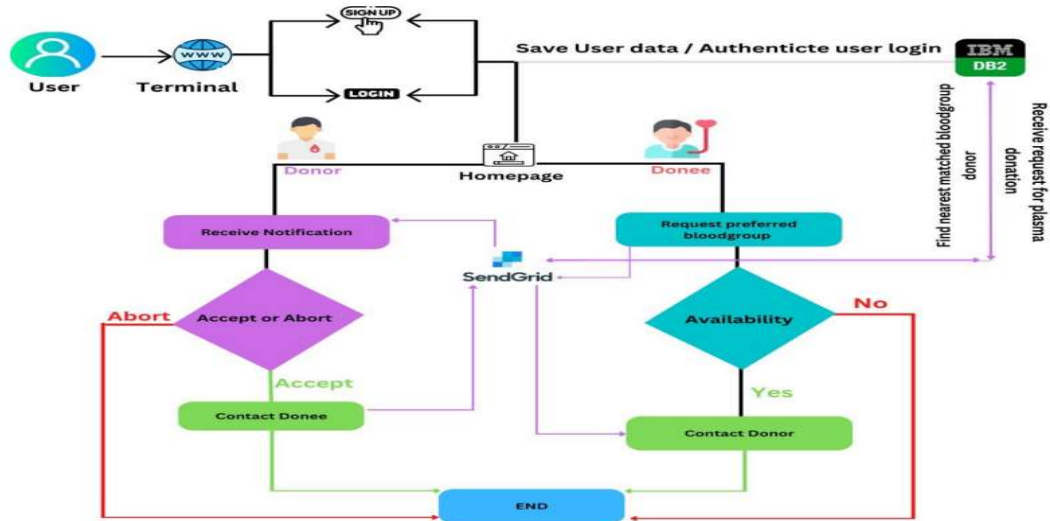 SIGN UP
WWW
Save User data / Authenticte user login
IBM
DB2
User
Terminal
LOGIN
Find nearest matched bloodgroup
donor
Receive request for plasma
donation
Donor
Homepage
Donee
Receive Notification
Request preferred
bloodgroup
SendGrid
Abort
Accept or Abort
Availability
No
Accept
Yes
Contact Donee
Contact Donor
END